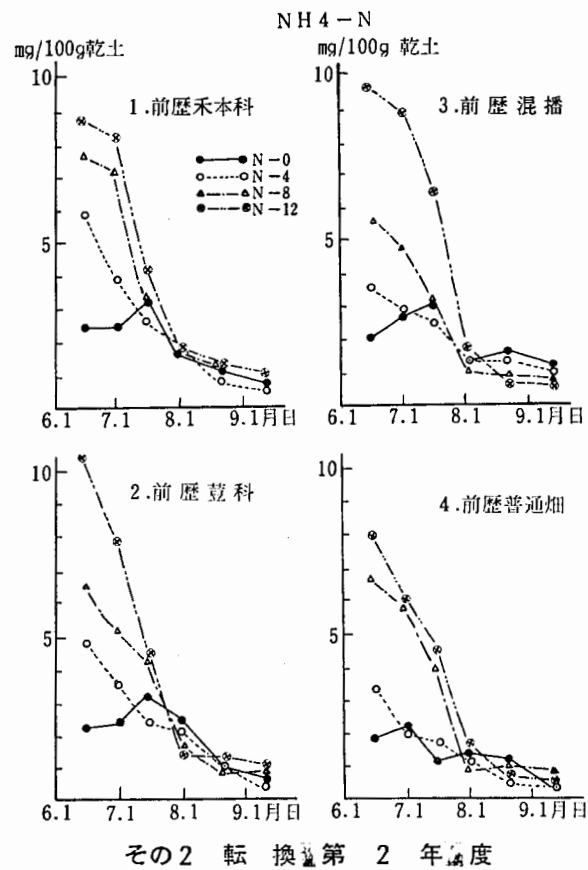 NH4-N
mg/100g乾土
mg/100g 乾土
10
5
1.前歴禾本科
N-0
N-4
N-8
N-12
6.1 7.1 8.1 9.1月日
10
5
3.前歴混播
6.1 7.1 8.1 9.1月日
10
5
2.前歴荳科
6.1 7.1 8.1 9.1月日
10
5
4.前歴普通畑
6.1 7.1 8.1 9.1月日
その2 転換 第2年 度